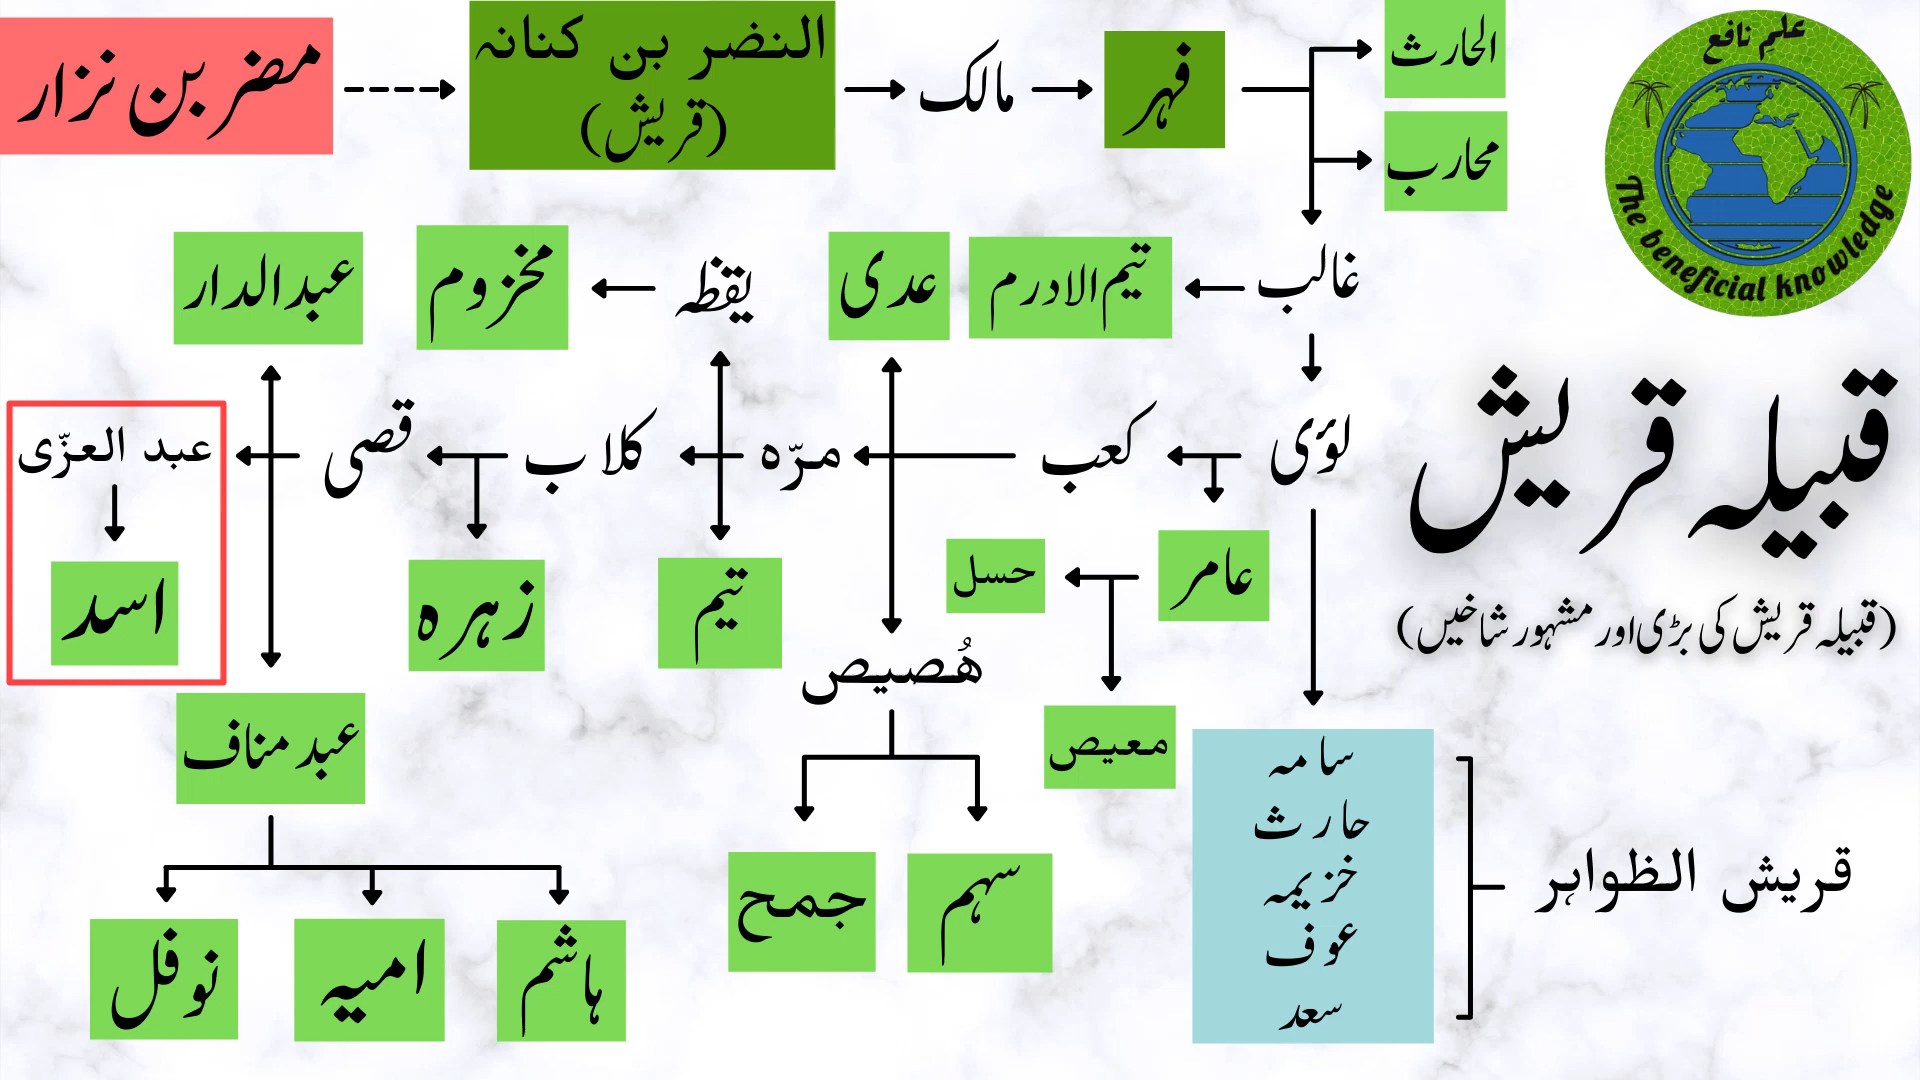 علمِ نافع
The beneficial knowledge
قبیلہ قریش
(قبیلہ قریش کی بڑی اور مشہور شاخیں)
مضر بن نزار
النضر بن کنانہ
(قریش)
مالک
فہر
الحارث
محارب
غالب
تیم الادرم
عدی
یقظہ
مخزوم
عبدالدار
لؤی
کعب
مرّہ
کلاب
قصی
عبد العزّی
اسد
زہرہ
تیم
عامر
حسل
معیص
ھُصیص
سہم
جمح
عبد مناف
ہاشم
امیہ
نوفل
سامہ
حارث
خزیمہ
عوف
سعد
قریش الظواہر